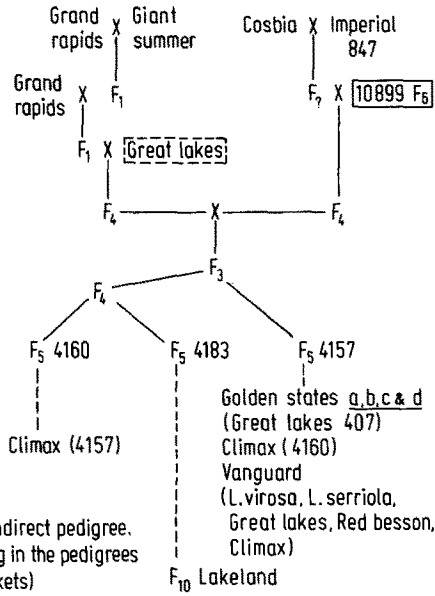 Grand rapids X Giant summer
Cosbia X Imperial 847
Grand rapids X F1
F? X 10899 F6
F1 X Great lakes
F4 X F4
F3
F4
F5 4160 F5 4183 F5 4157
Golden states a,b,c & d
(Great lakes 407)
Climax (4157)
Climax (4160)
Vanguard
(L.virosa, L.serriola,
Great lakes, Red besson,
Climax)
ndirect pedigree.
g in the pedigrees
kets)
F10 Lakeland